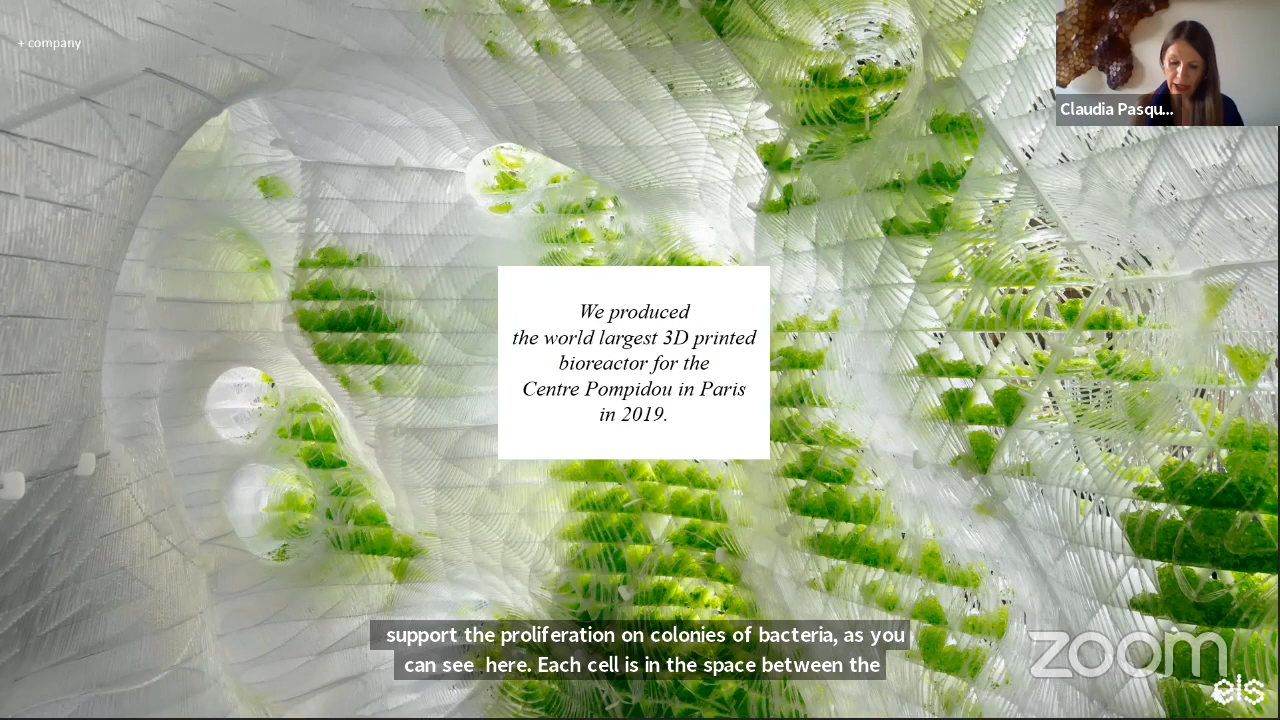 + company
Claudia Pasqu...
We produced
the world largest 3D printed
bioreactor for the
Centre Pompidou in Paris
in 2019.
support the proliferation on colonies of bacteria, as you
can see here. Each cell is in the space between the
zoom
els